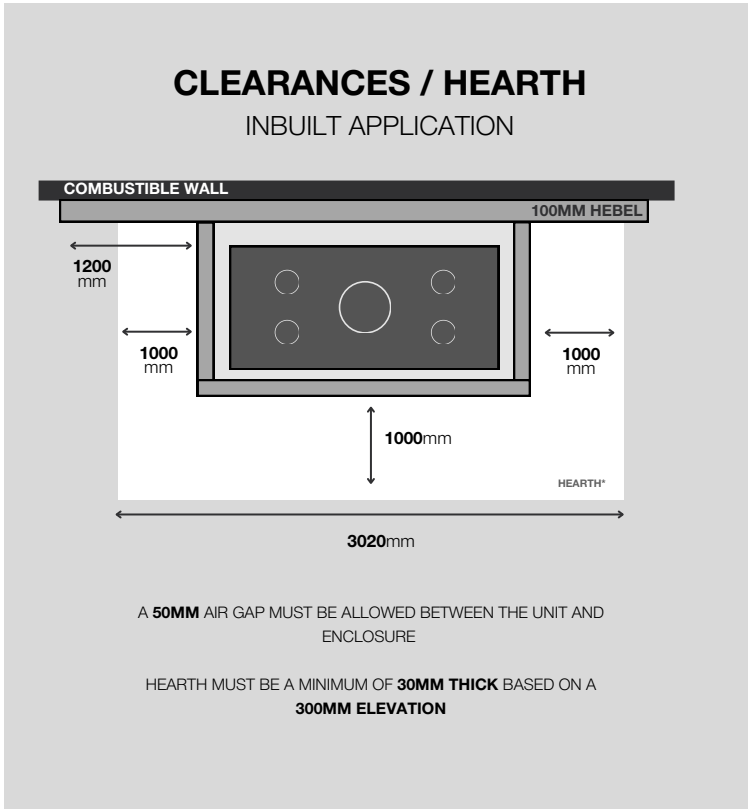 CLEARANCES / HEARTH
INBUILT APPLICATION
COMBUSTIBLE WALL
100MM HEBEL
1200
mm
1000
mm
1000
mm
1000mm
HEARTH*
3020mm
A 50MM AIR GAP MUST BE ALLOWED BETWEEN THE UNIT AND
ENCLOSURE
HEARTH MUST BE A MINIMUM OF 30MM THICK BASED ON A
300MM ELEVATION